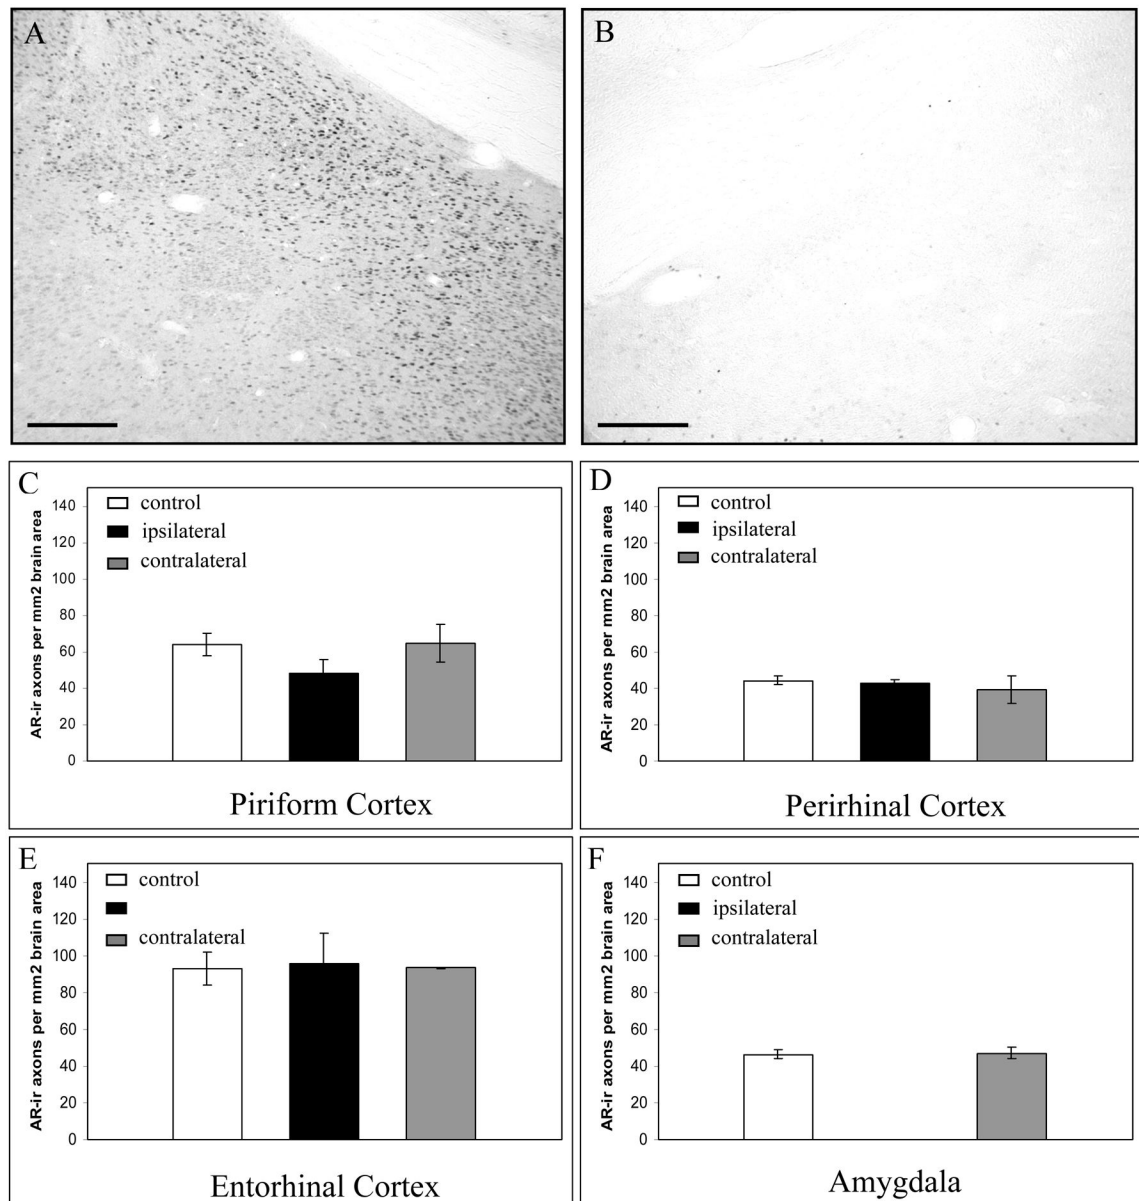 A
B
C
AR-ir axons per mm2 brain area
140
120
100
80
60
40
20
0
control
ipsilateral
contralateral
Piriform Cortex
D
AR-ir axons per mm2 brain area
140
120
100
80
60
40
20
0
control
ipsilateral
contralateral
Perirhinal Cortex
E
AR-ir axons per mm2 brain area
140
120
100
80
60
40
20
0
control
contralateral
Entorhinal Cortex
F
AR-ir axons per mm2 brain area
140
120
100
80
60
40
20
0
control
ipsilateral
contralateral
Amygdala